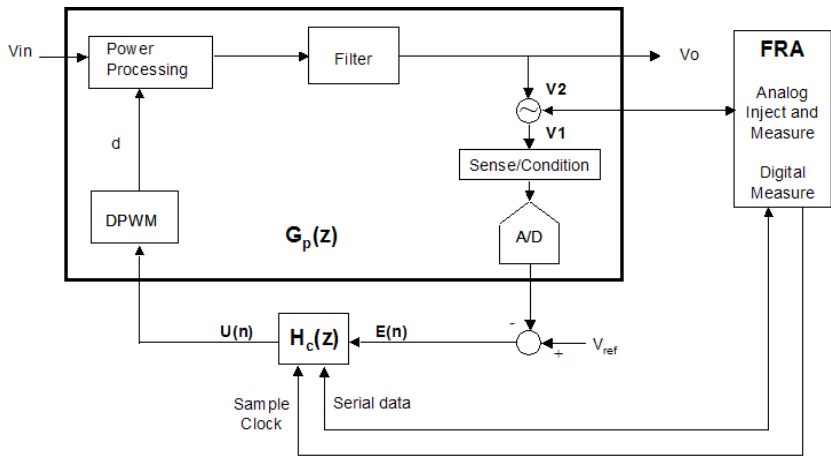 Vin
Power
Processing
Filter
Vo
FRA
Analog
Inject and
Measure
Digital
Measure
V2
V1
Sense/Condition
d
DPWM
Gp(z)
A/D
-
U(n)
Hc(z)
E(n)
+
Vref
Sample
Clock
Serial data